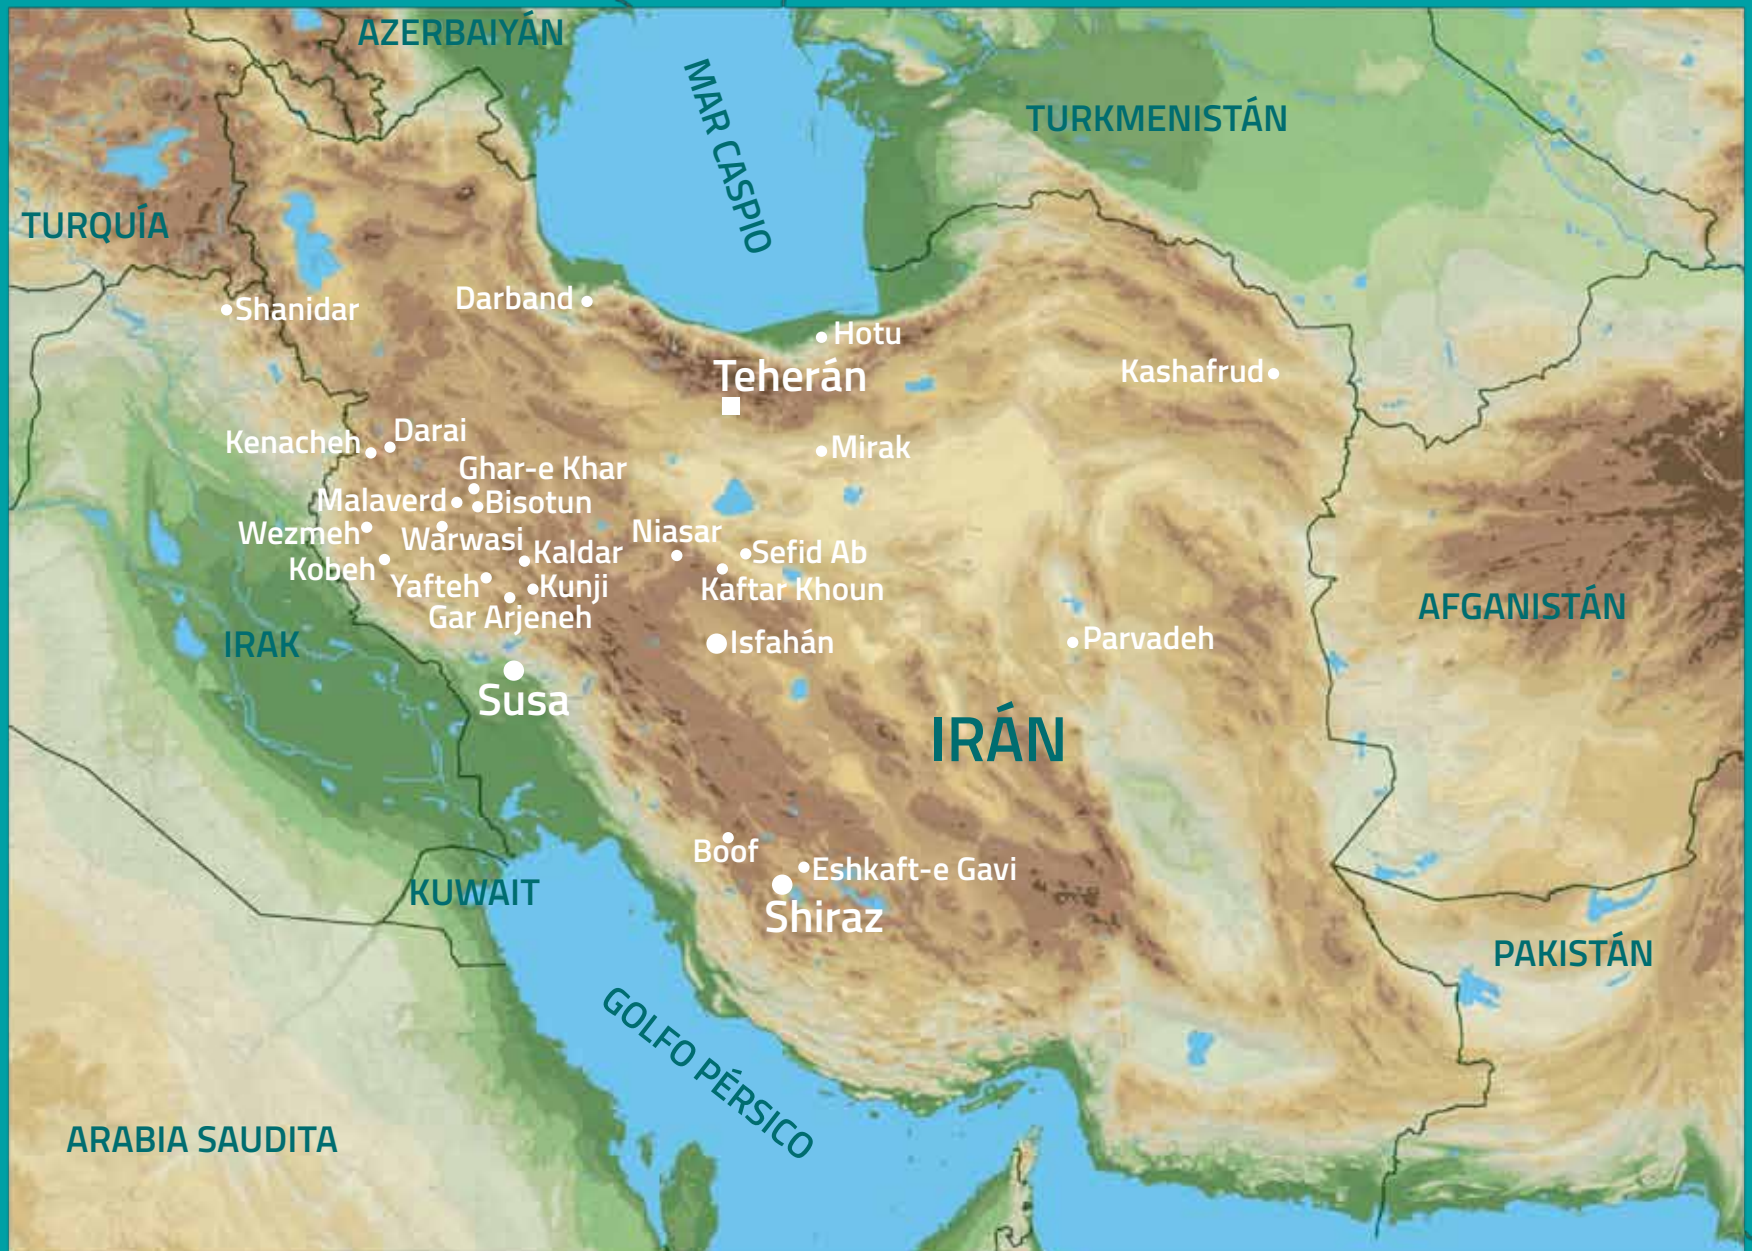 AZERBAIYÁN
MAR CASPIO
TURKMENISTÁN
TURQUÍA
Shanidar
Darband
Hotu
Teherán
Kashafrud
Kenacheh
Darai
Mirak
Ghar-e Khar
Malaverd
Bisotun
Wezmeh
Warwasi
Niasar
Sefid Ab
Kobeh
Kaldar
Yafteh
Kunji
Kaftar Khoun
Gar Arjeneh
AFGANISTÁN
IRAK
Isfahán
Parvadeh
Susa
IRÁN
Boof
Eshkaft-e Gavi
KUWAIT
Shiraz
PAKISTÁN
GOLFO PÉRSICO
ARABIA SAUDITA